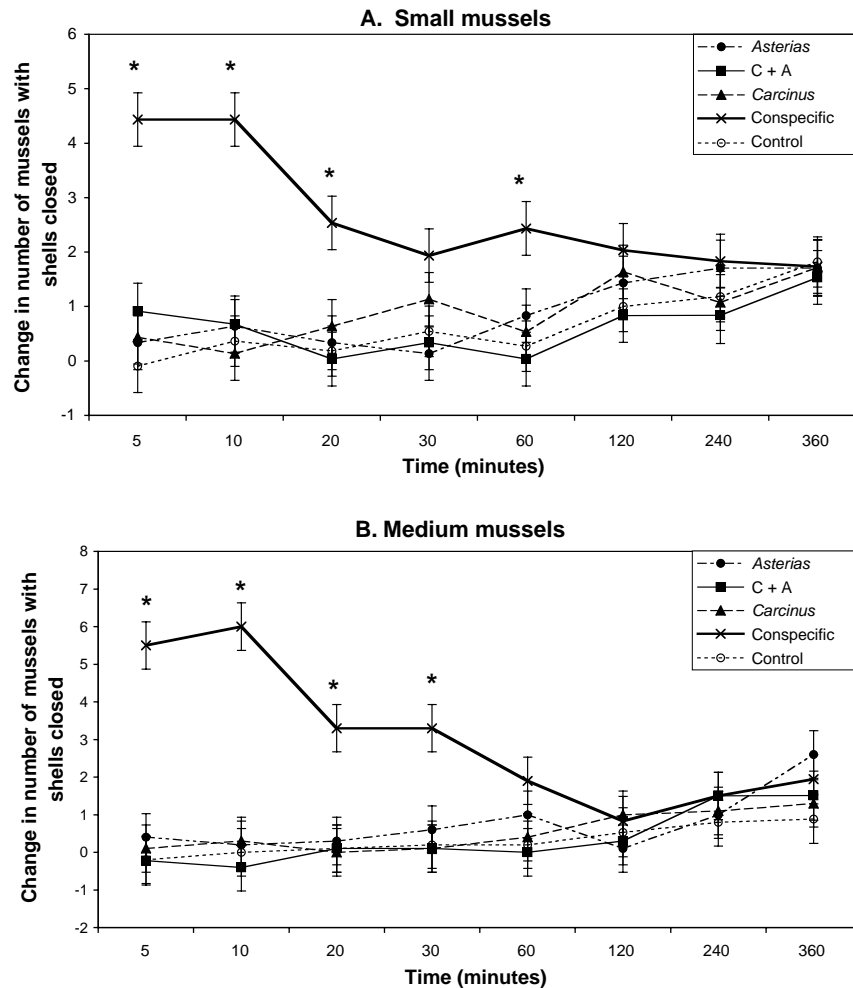 A. Small mussels
6
5
4
3
2
1
0
-1
Change in number of mussels with
shells closed
* * * *
Asterias
C + A
Carcinus
Conspecific
Control
5 10 20 30 60 120 240 360
Time (minutes)
B. Medium mussels
8
7
6
5
4
3
2
1
0
-1
-2
Change in number of mussels with
shells closed
* * * *
Asterias
C + A
Carcinus
Conspecific
Control
5 10 20 30 60 120 240 360
Time (minutes)